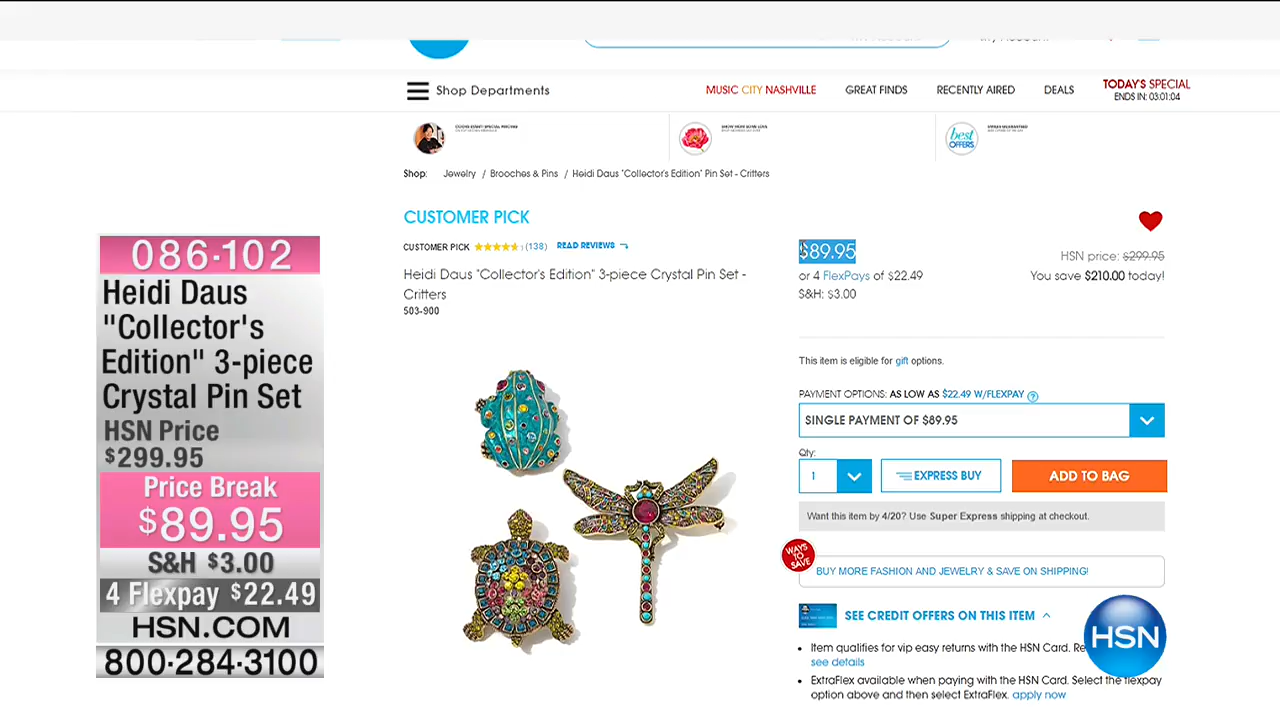 Shop Departments
MUSIC CITY NASHVILLE
GREAT FINDS
RECENTLY AIRED
DEALS
TODAY'S SPECIAL
ENDS IN: 03:01:04
best
OFFERS
Shop: Jewelry / Brooches & Pins / Heidi Daus "Collector's Edition" Pin Set - Critters
CUSTOMER PICK
CUSTOMER PICK (138) READ REVIEWS
Heidi Daus "Collector's Edition" 3-piece Crystal Pin Set -
Critters
503-900
$89.95
or 4 FlexPays of $22.49
S&H: $3.00
HSN price: $299.95
You save $210.00 today!
This item is eligible for gift options.
PAYMENT OPTIONS: AS LOW AS $22.49 W/FLEXPAY ?
SINGLE PAYMENT OF $89.95
Qty:
1
EXPRESS BUY
ADD TO BAG
Want this item by 4/20? Use Super Express shipping at checkout.
WAYS
TO
SAVE
BUY MORE FASHION AND JEWELRY & SAVE ON SHIPPING!
SEE CREDIT OFFERS ON THIS ITEM
Item qualifies for vip easy returns with the HSN Card.
see details
ExtraFlex available when paying with the HSN Card. Select the flexpay
option above and then select ExtraFlex. apply now
HSN
086-102
Heidi Daus
"Collector's
Edition" 3-piece
Crystal Pin Set
HSN Price
$299.95
Price Break
$89.95
S&H $3.00
4 Flexpay $22.49
HSN.COM
800-284-3100